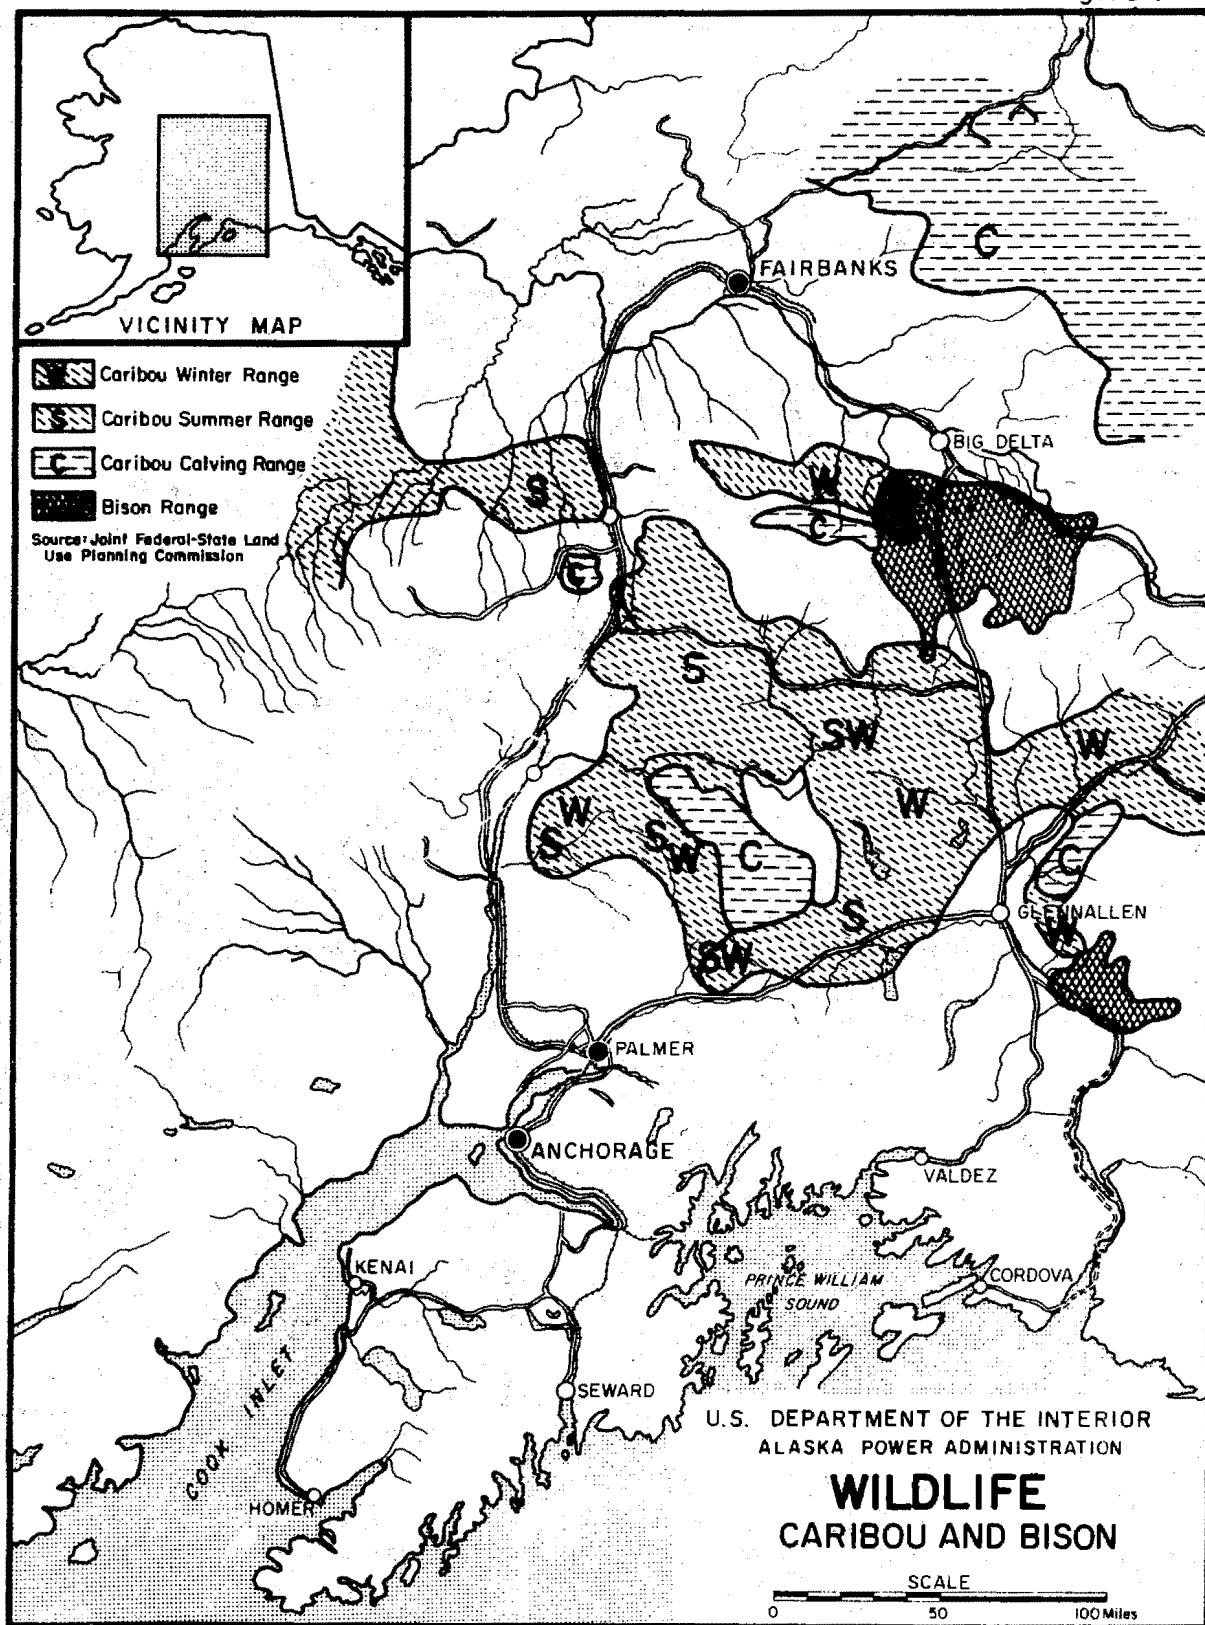 VICINITY MAP
Caribou Winter Range
S Caribou Summer Range
C Caribou Calving Range
Bison Range
Source: Joint Federal-State Land
Use Planning Commission
C
FAIRBANKS
BIG DELTA
W
S
C
C
S
SW
W
W
W
S
S
W
C
C
GLENNALLEN
W
S
SW
PALMER
ANCHORAGE
VALDEZ
KENAI
CORDOVA
PRINCE WILLIAM
SOUND
COOK INLET
SEWARD
HOMER
U.S. DEPARTMENT OF THE INTERIOR
ALASKA POWER ADMINISTRATION
WILDLIFE
CARIBOU AND BISON
SCALE
0 50 100 Miles